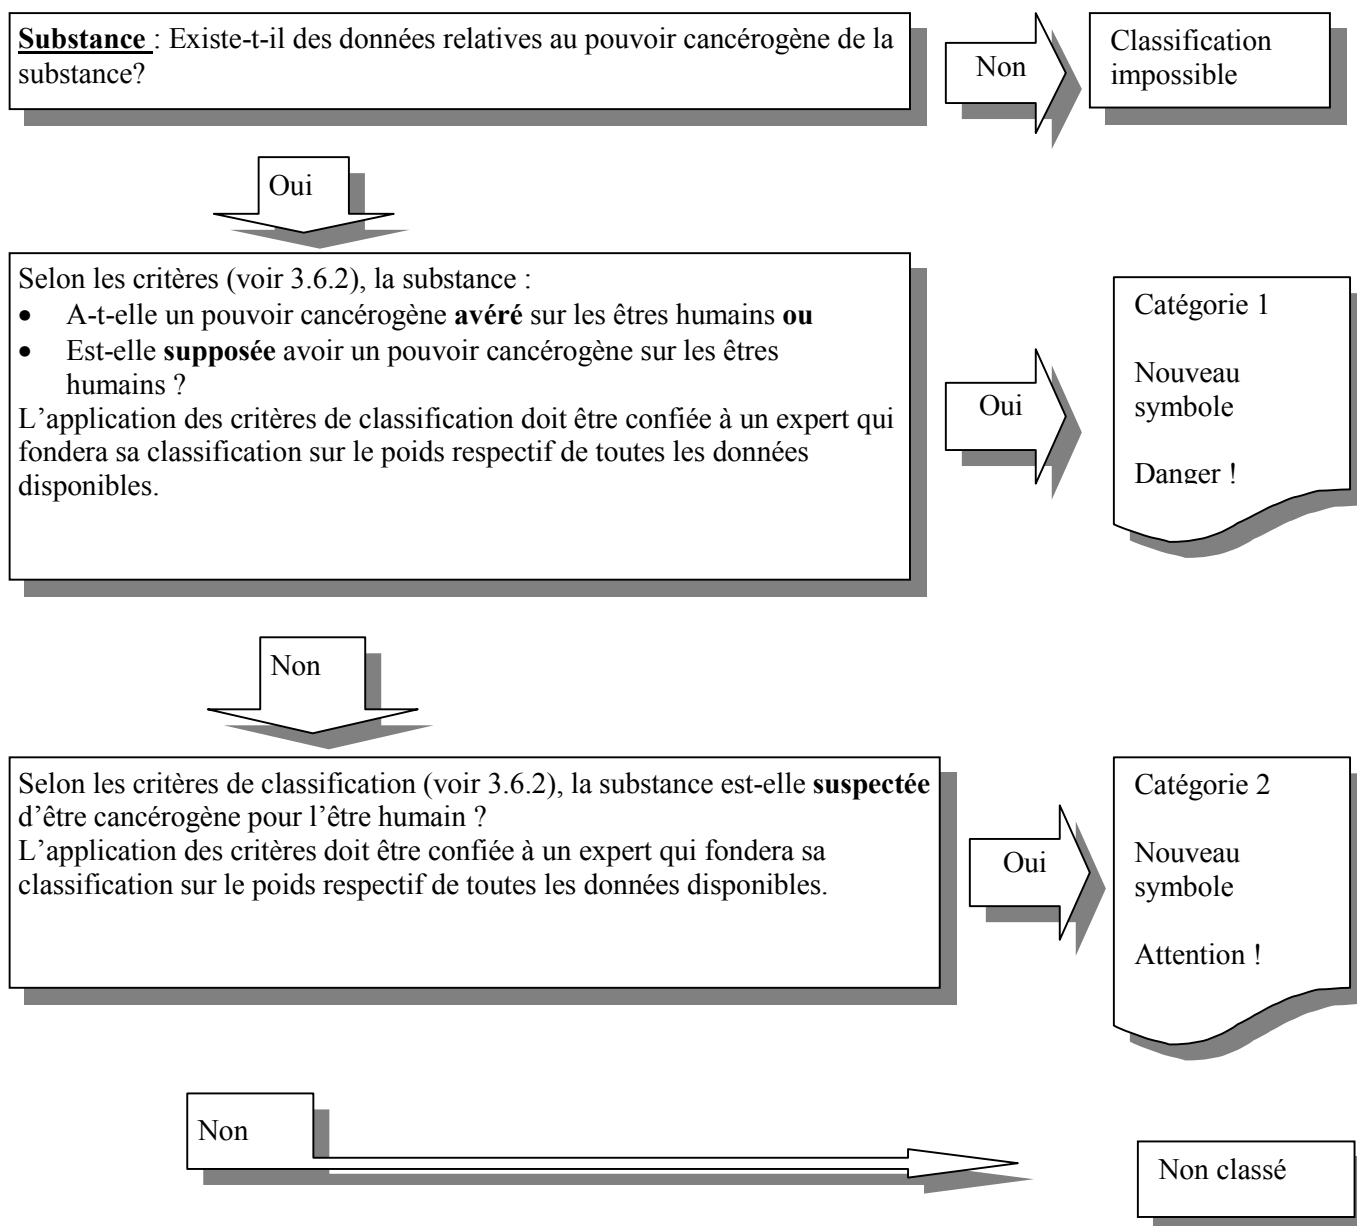 Substance : Existe-t-il des données relatives au pouvoir cancérogène de la
substance?
Non
Classification
impossible
Oui
Selon les critères (voir 3.6.2), la substance :
• A-t-elle un pouvoir cancérogène avéré sur les êtres humains ou
• Est-elle supposée avoir un pouvoir cancérogène sur les êtres
humains ?
L’application des critères de classification doit être confiée à un expert qui
fondera sa classification sur le poids respectif de toutes les données
disponibles.
Oui
Catégorie 1
Nouveau
symbole
Danger !
Non
Selon les critères de classification (voir 3.6.2), la substance est-elle suspectée
d’être cancérogène pour l’être humain ?
L’application des critères doit être confiée à un expert qui fondera sa
classification sur le poids respectif de toutes les données disponibles.
Oui
Catégorie 2
Nouveau
symbole
Attention !
Non
Non classé